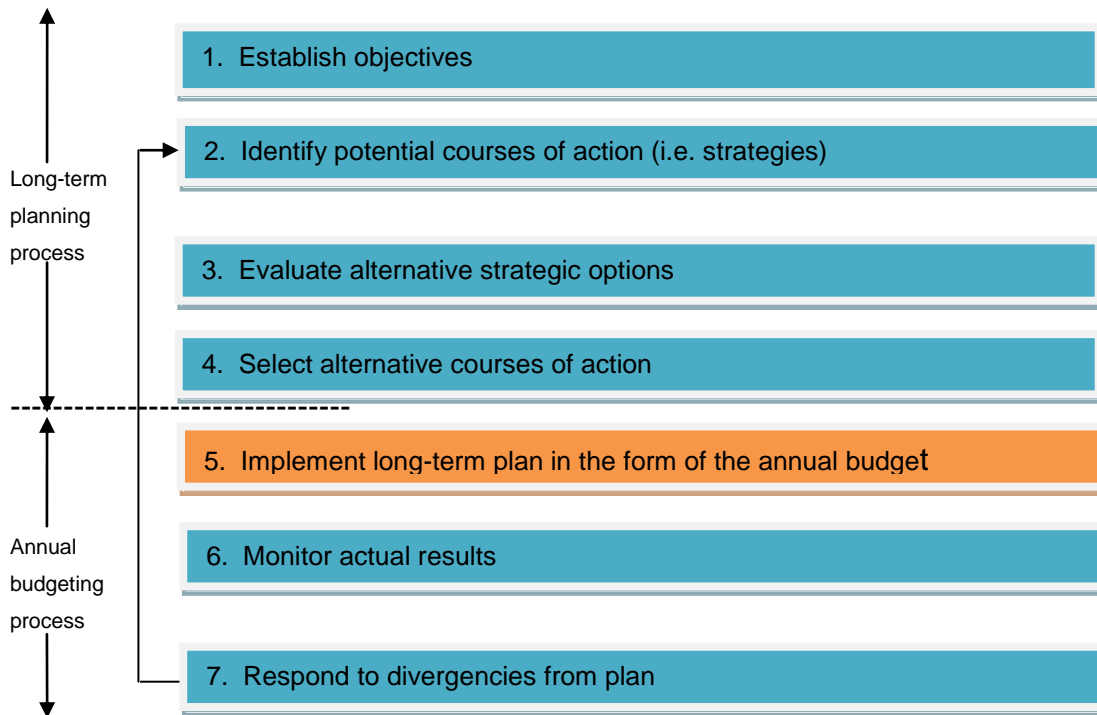 1. Establish objectives
2. Identify potential courses of action (i.e. strategies)
Long-term
planning
process
3. Evaluate alternative strategic options
4. Select alternative courses of action
5. Implement long-term plan in the form of the annual budget
6. Monitor actual results
Annual
budgeting
process
7. Respond to divergencies from plan